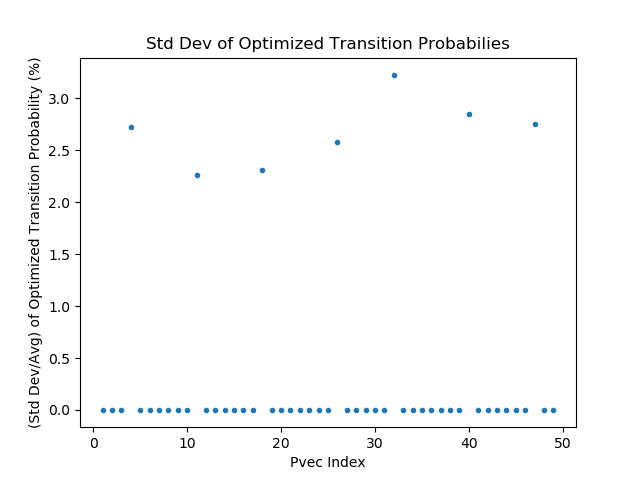 Std Dev of Optimized Transition Probabilies
(Std Dev/Avg) of Optimized Transition Probability (%)
3.0
2.5
2.0
1.5
1.0
0.5
0.0
0 10 20 30 40 50
Pvec Index